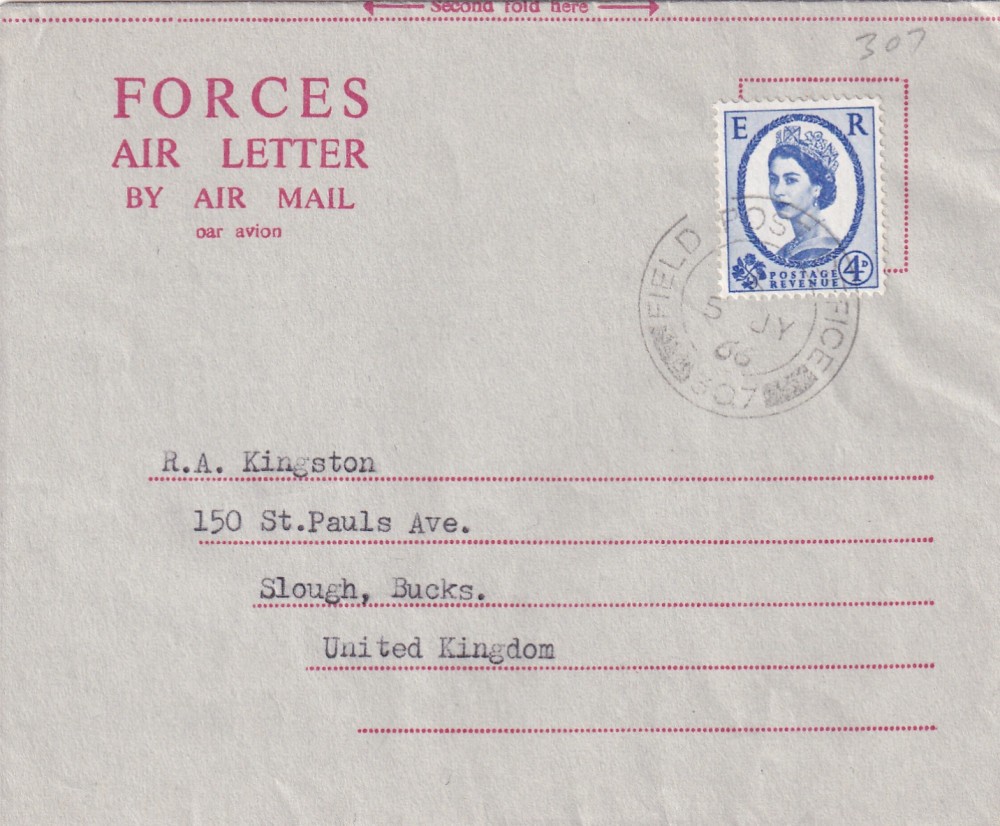 Second fold here
307
FORCES
AIR LETTER
BY AIR MAIL
par avion
E R
POSTAGE
REVENUE
4D
FIELD POST OFFICE
5 JY
66
307
R.A. Kingston
150 St.Pauls Ave.
Slough, Bucks.
United Kingdom